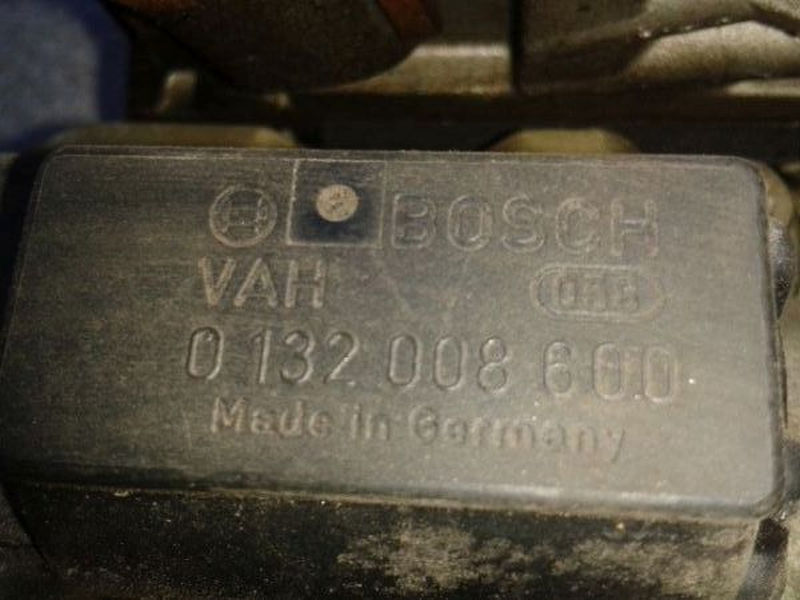 BOSCH
VAH
0 132 008 600
Made in Germany